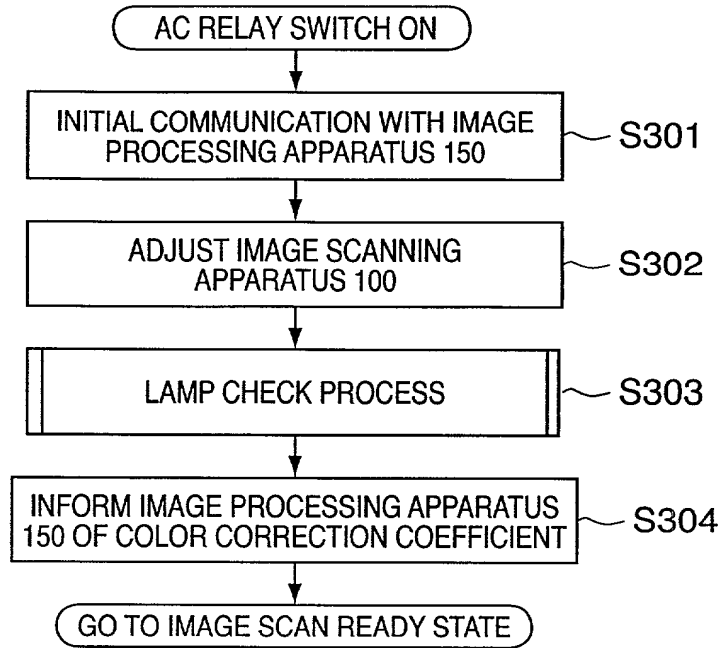 AC RELAY SWITCH ON
INITIAL COMMUNICATION WITH IMAGE
PROCESSING APPARATUS 150
S301
ADJUST IMAGE SCANNING
APPARATUS 100
S302
LAMP CHECK PROCESS
S303
INFORM IMAGE PROCESSING APPARATUS
150 OF COLOR CORRECTION COEFFICIENT
S304
GO TO IMAGE SCAN READY STATE